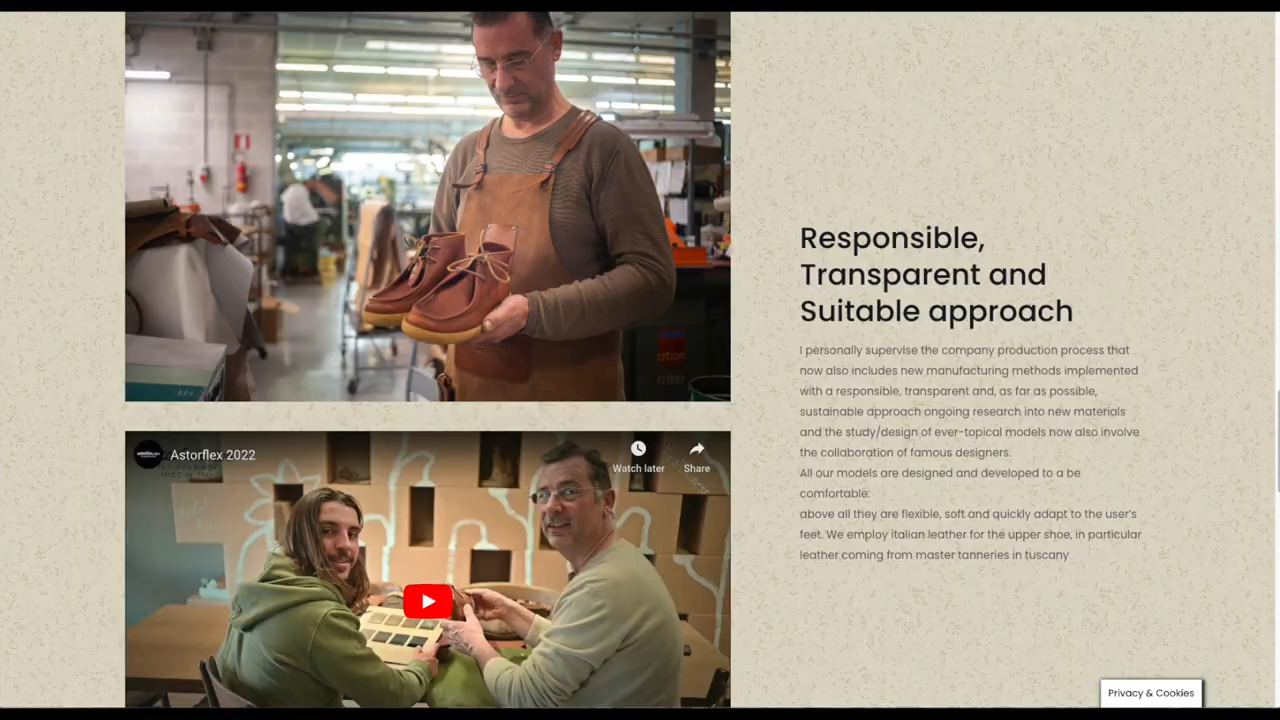 Responsible,
Transparent and
Suitable approach
I personally supervise the company production process that
now also includes new manufacturing methods implemented
with a responsible, transparent and, as far as possible,
sustainable approach ongoing research into new materials
and the study/design of ever-topical models now also involve
the collaboration of famous designers.
All our models are designed and developed to a be
comfortable:
above all they are flexible, soft and quickly adapt to the user's
feet. We employ italian leather for the upper shoe, in particular
leather coming from master tanneries in tuscany
Astorflex 2022
Watch later
Share
MADE IN ITALY
Privacy & Cookies